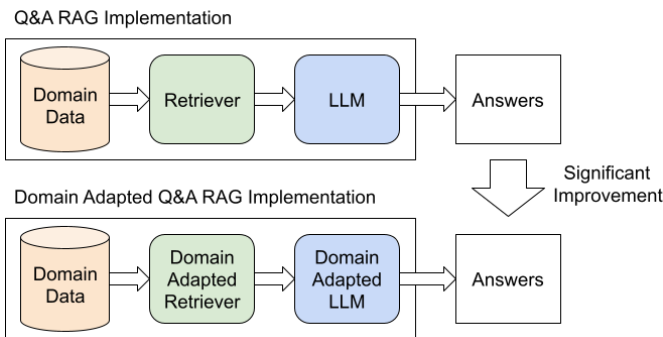 Q&A RAG Implementation
Domain
Data
Retriever
LLM
Answers
Significant
Improvement
Domain Adapted Q&A RAG Implementation
Domain
Data
Domain
Adapted
Retriever
Domain
Adapted
LLM
Answers